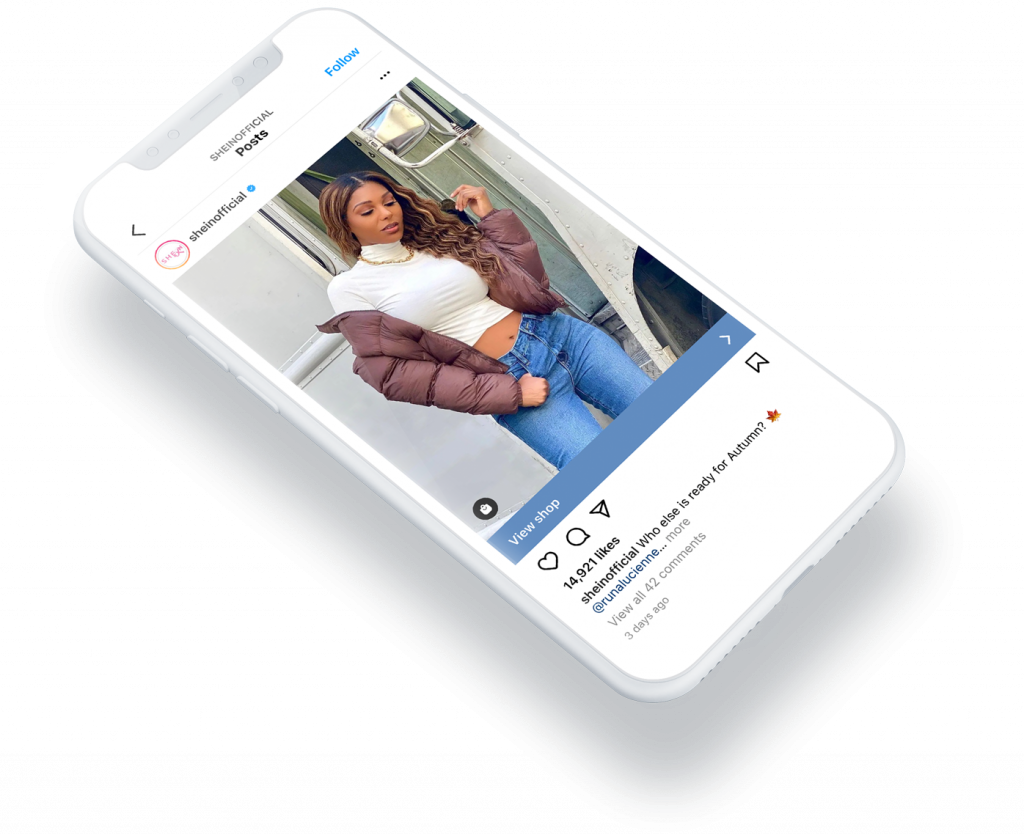 Follow
SHEINOFFICIAL
Posts
SHEIN
sheinofficial
View shop
14,921 likes
sheinofficial Who else is ready for Autumn? 🍁
@runalucienne... more
View all 42 comments
3 days ago